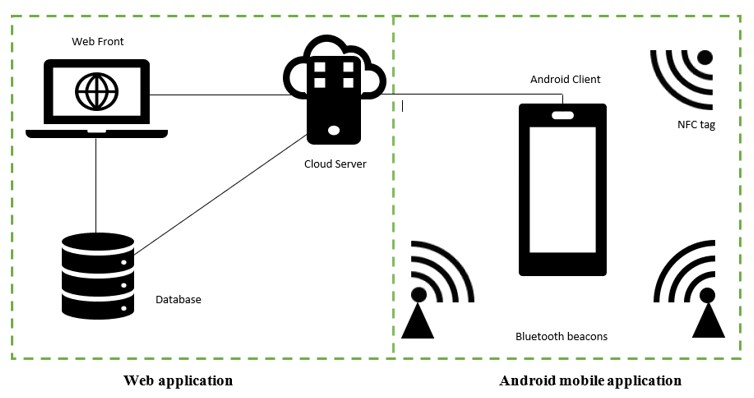 Web Front
Android Client
NFC tag
Cloud Server
Database
Bluetooth beacons
Web application
Android mobile application